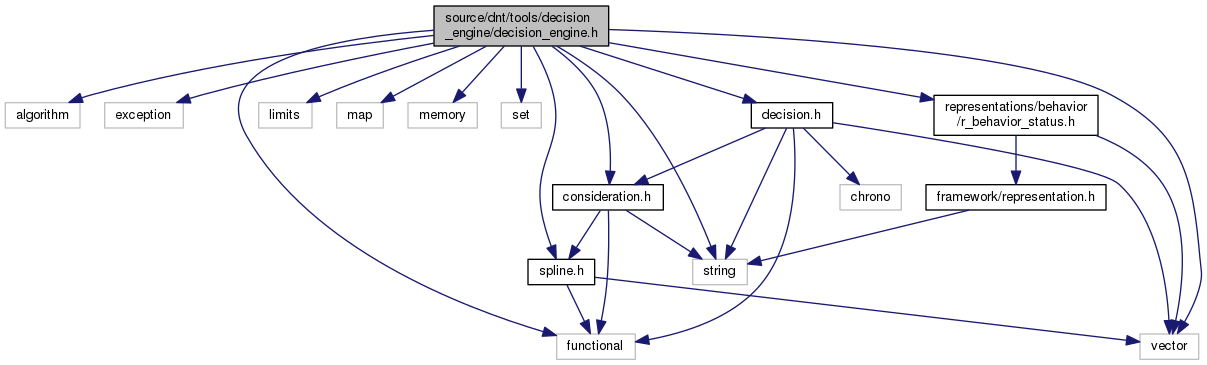 source/dnt/tools/decision
_engine/decision_engine.h
algorithm
exception
limits
map
memory
set
decision.h
representations/behavior
/r_behavior_status.h
consideration.h
chrono
framework/representation.h
spline.h
string
functional
vector